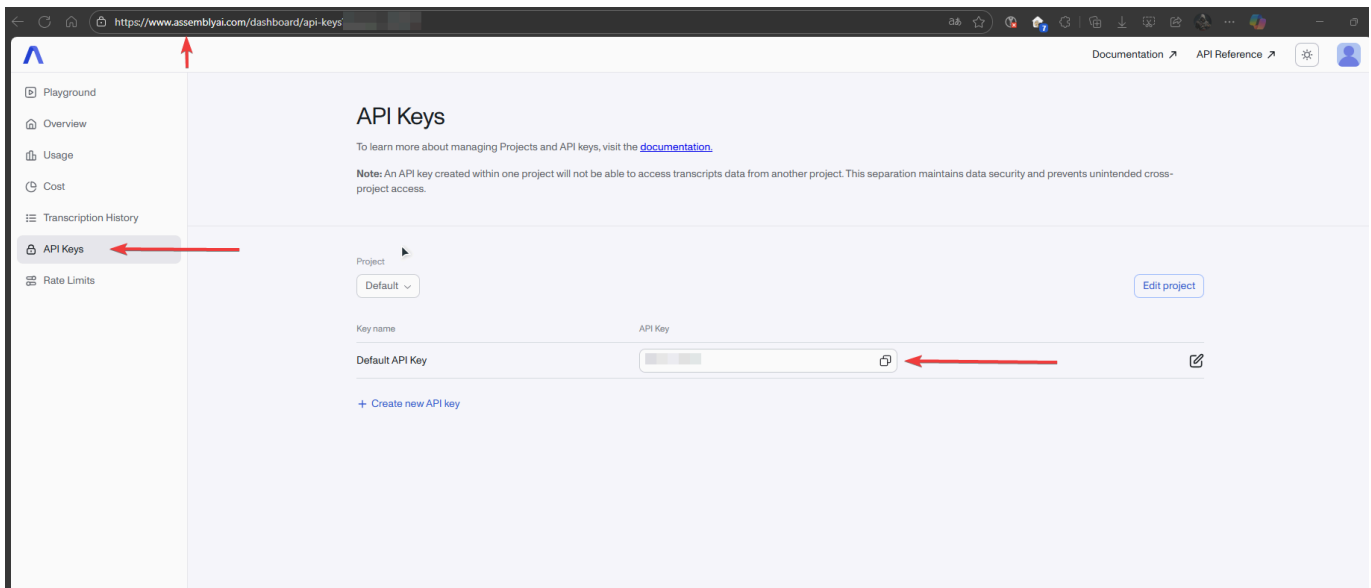 https://www.assemblyai.com/dashboard/api-keys
Documentation ↗ API Reference ↗
Playground
Overview
Usage
Cost
Transcription History
API Keys
Rate Limits
API Keys
To learn more about managing Projects and API keys, visit the documentation.
Note: An API key created within one project will not be able to access transcripts data from another project. This separation maintains data security and prevents unintended cross-
project access.
Project
Default
Edit project
Key name API Key
Default API Key
+ Create new API key